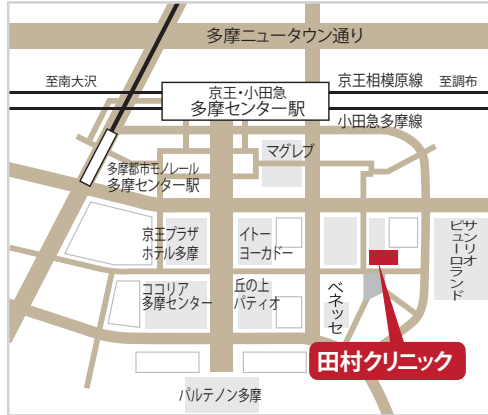 多摩ニュータウン通り
至南大沢
京王・小田急
多摩センター駅
京王相模原線
至調布
小田急多摩線
マグレブ
多摩都市モノレール
多摩センター駅
京王プラザ
ホテル多摩
イトー
ヨーカドー
サンリオ
ピューロランド
ココリア
多摩センター
丘の上
パティオ
ベネッセ
田村クリニック
パルテノン多摩